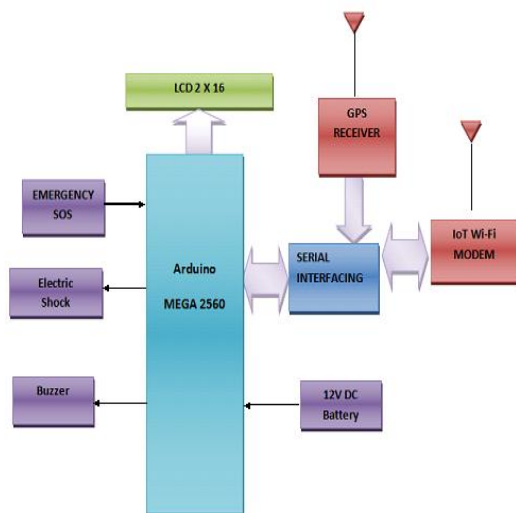 LCD 2 X 16
GPS
RECEIVER
EMERGENCY
SOS
IoT Wi-Fi
MODEM
Arduino
MEGA 2560
SERIAL
INTERFACING
Electric
Shock
Buzzer
12V DC
Battery